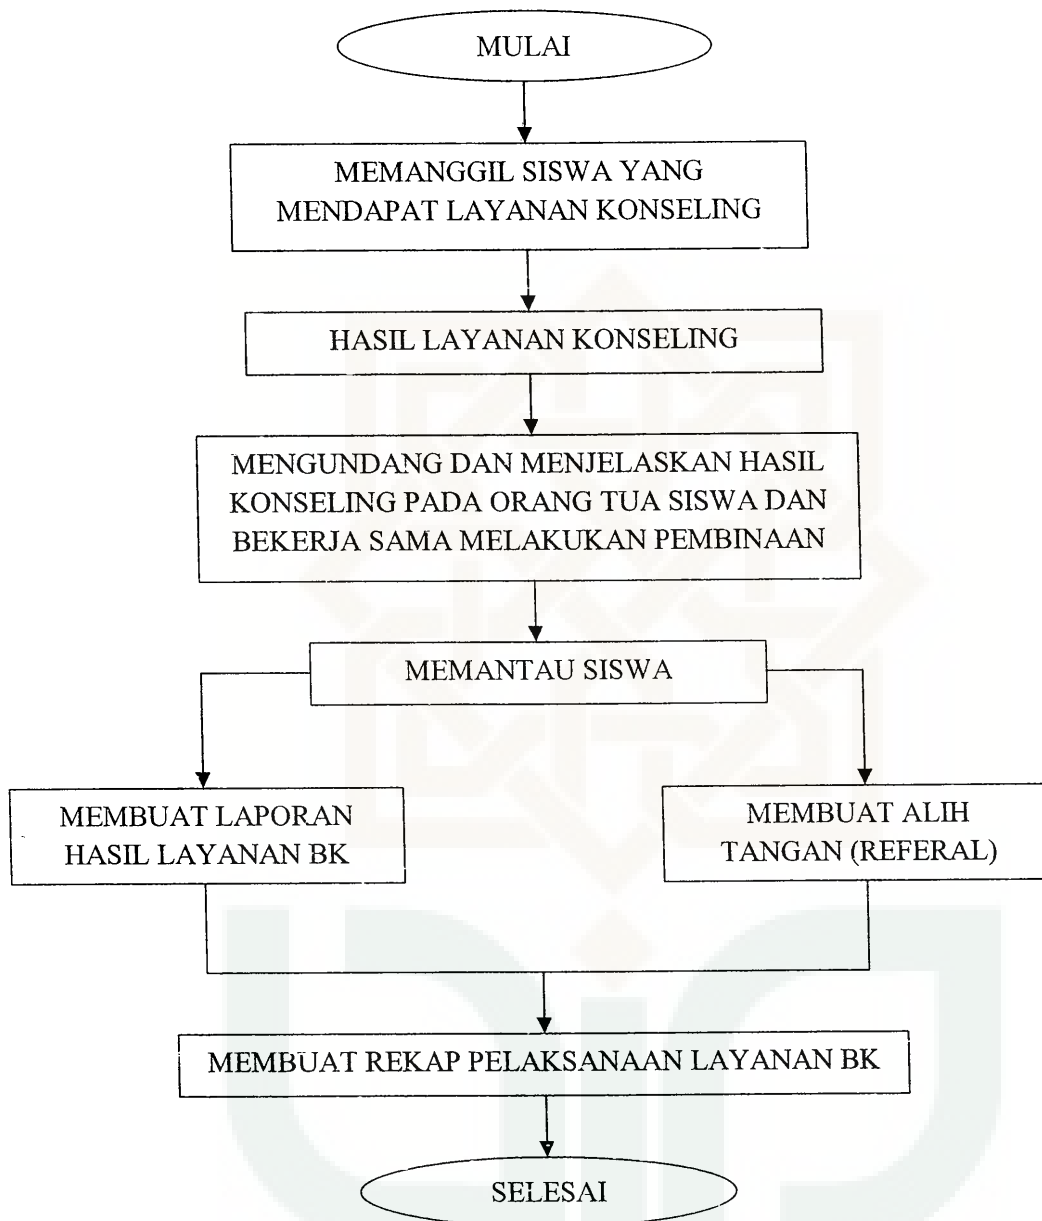 MULAI
MEMANGGIL SISWA YANG
MENDAPAT LAYANAN KONSELING
HASIL LAYANAN KONSELING
MENGUNDANG DAN MENJELASKAN HASIL
KONSELING PADA ORANG TUA SISWA DAN
BEKERJA SAMA MELAKUKAN PEMBINAAN
MEMANTAU SISWA
MEMBUAT LAPORAN
HASIL LAYANAN BK
MEMBUAT ALIH
TANGAN (REFERAL)
MEMBUAT REKAP PELAKSANAAN LAYANAN BK
SELESAI